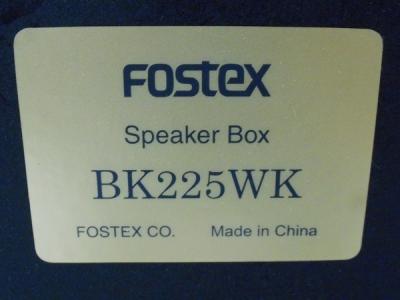 Fostex
Speaker Box
BK225WK
FOSTEX CO. Made in China